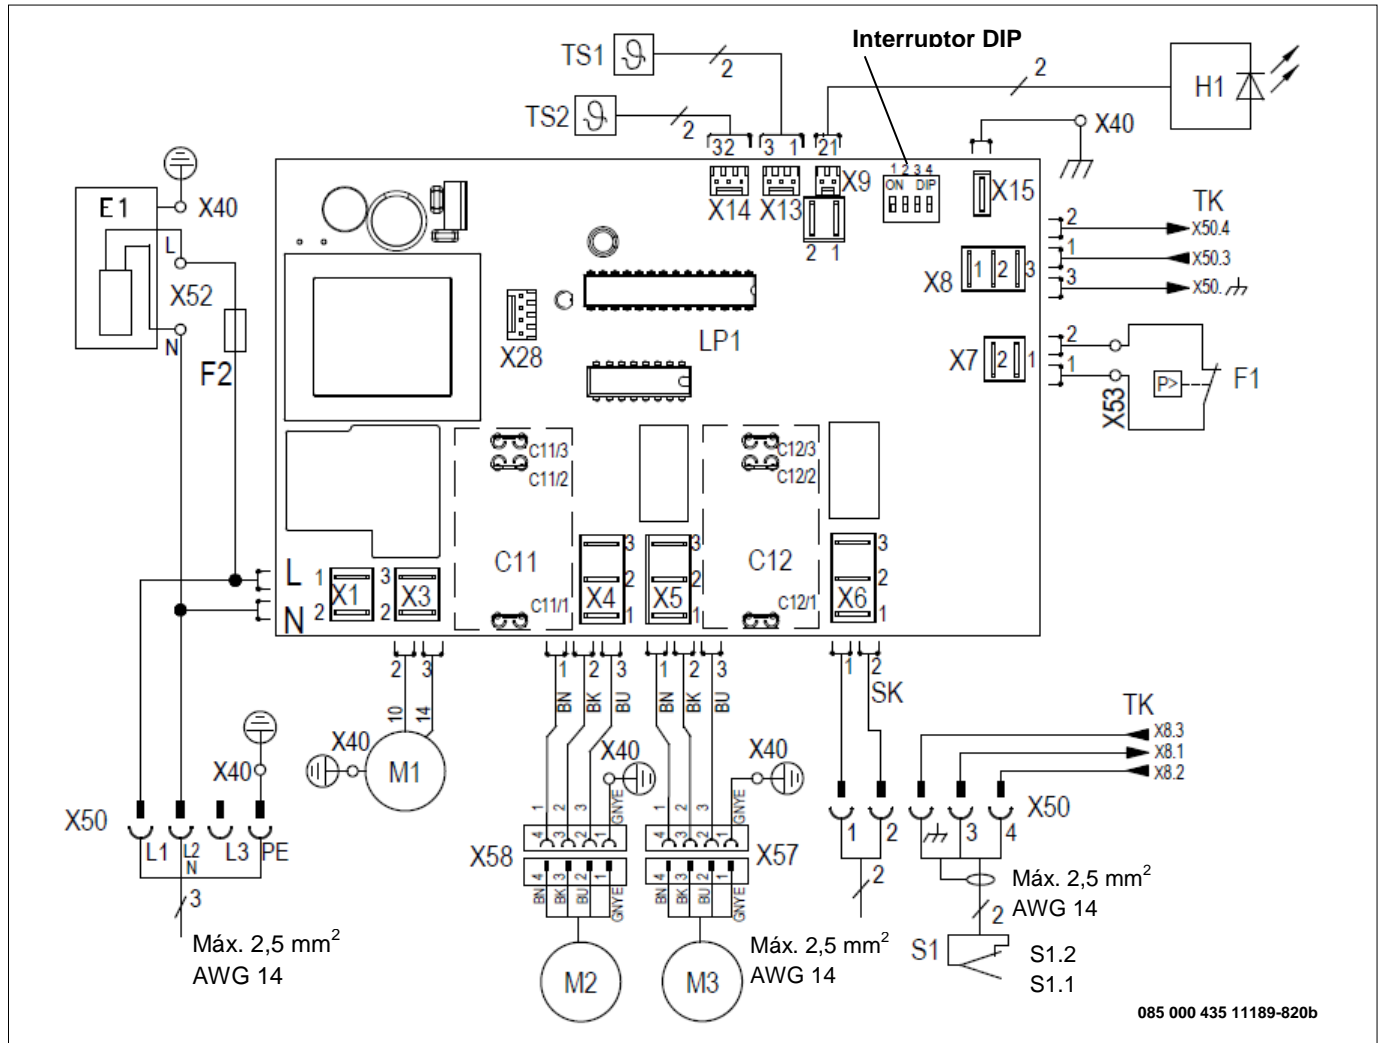 Interruptor DIP
TS1 ϑ 2
2 H1
TS2 ϑ 2
X40
32 3 1 21
1 2 3 4
ON DIP
X14 X13 X9 X15
2 1
E1 X40
L
X52
N
F2
TK
2 X50.4
1 X50.3
3 X50.
X8 1 2 3
X28
LP1
X7 2 1
2
1
X53
P>
F1
C11/3
C11/2
C11
C11/1
C12/3
C12/2
C12
C12/1
L 1 X1 3 X3
N 2 2
3
X4 2
1
3
X5 2
1
3
X6 2
1
2 3
10 14
X40 M1
1 2 3
BN BK BU
1 2 3
BN BK BU
1 2
SK
TK
X8.3
X8.1
X8.2
X40
X50
L1 L2 L3 PE
N
3
Máx. 2,5 mm²
AWG 14
X40
1 2 3 GNYE
4 3 2 1
X58
4 3 2 1
BN BK BU GNYE
M2
X40
1 2 3 GNYE
4 3 2 1
X57
4 3 2 1
BN BK BU GNYE
M3
Máx. 2,5 mm²
AWG 14
X50
1 2 3 4
2
Máx. 2,5 mm²
2 AWG 14
S1 S1.2
S1.1
085 000 435 11189-820b